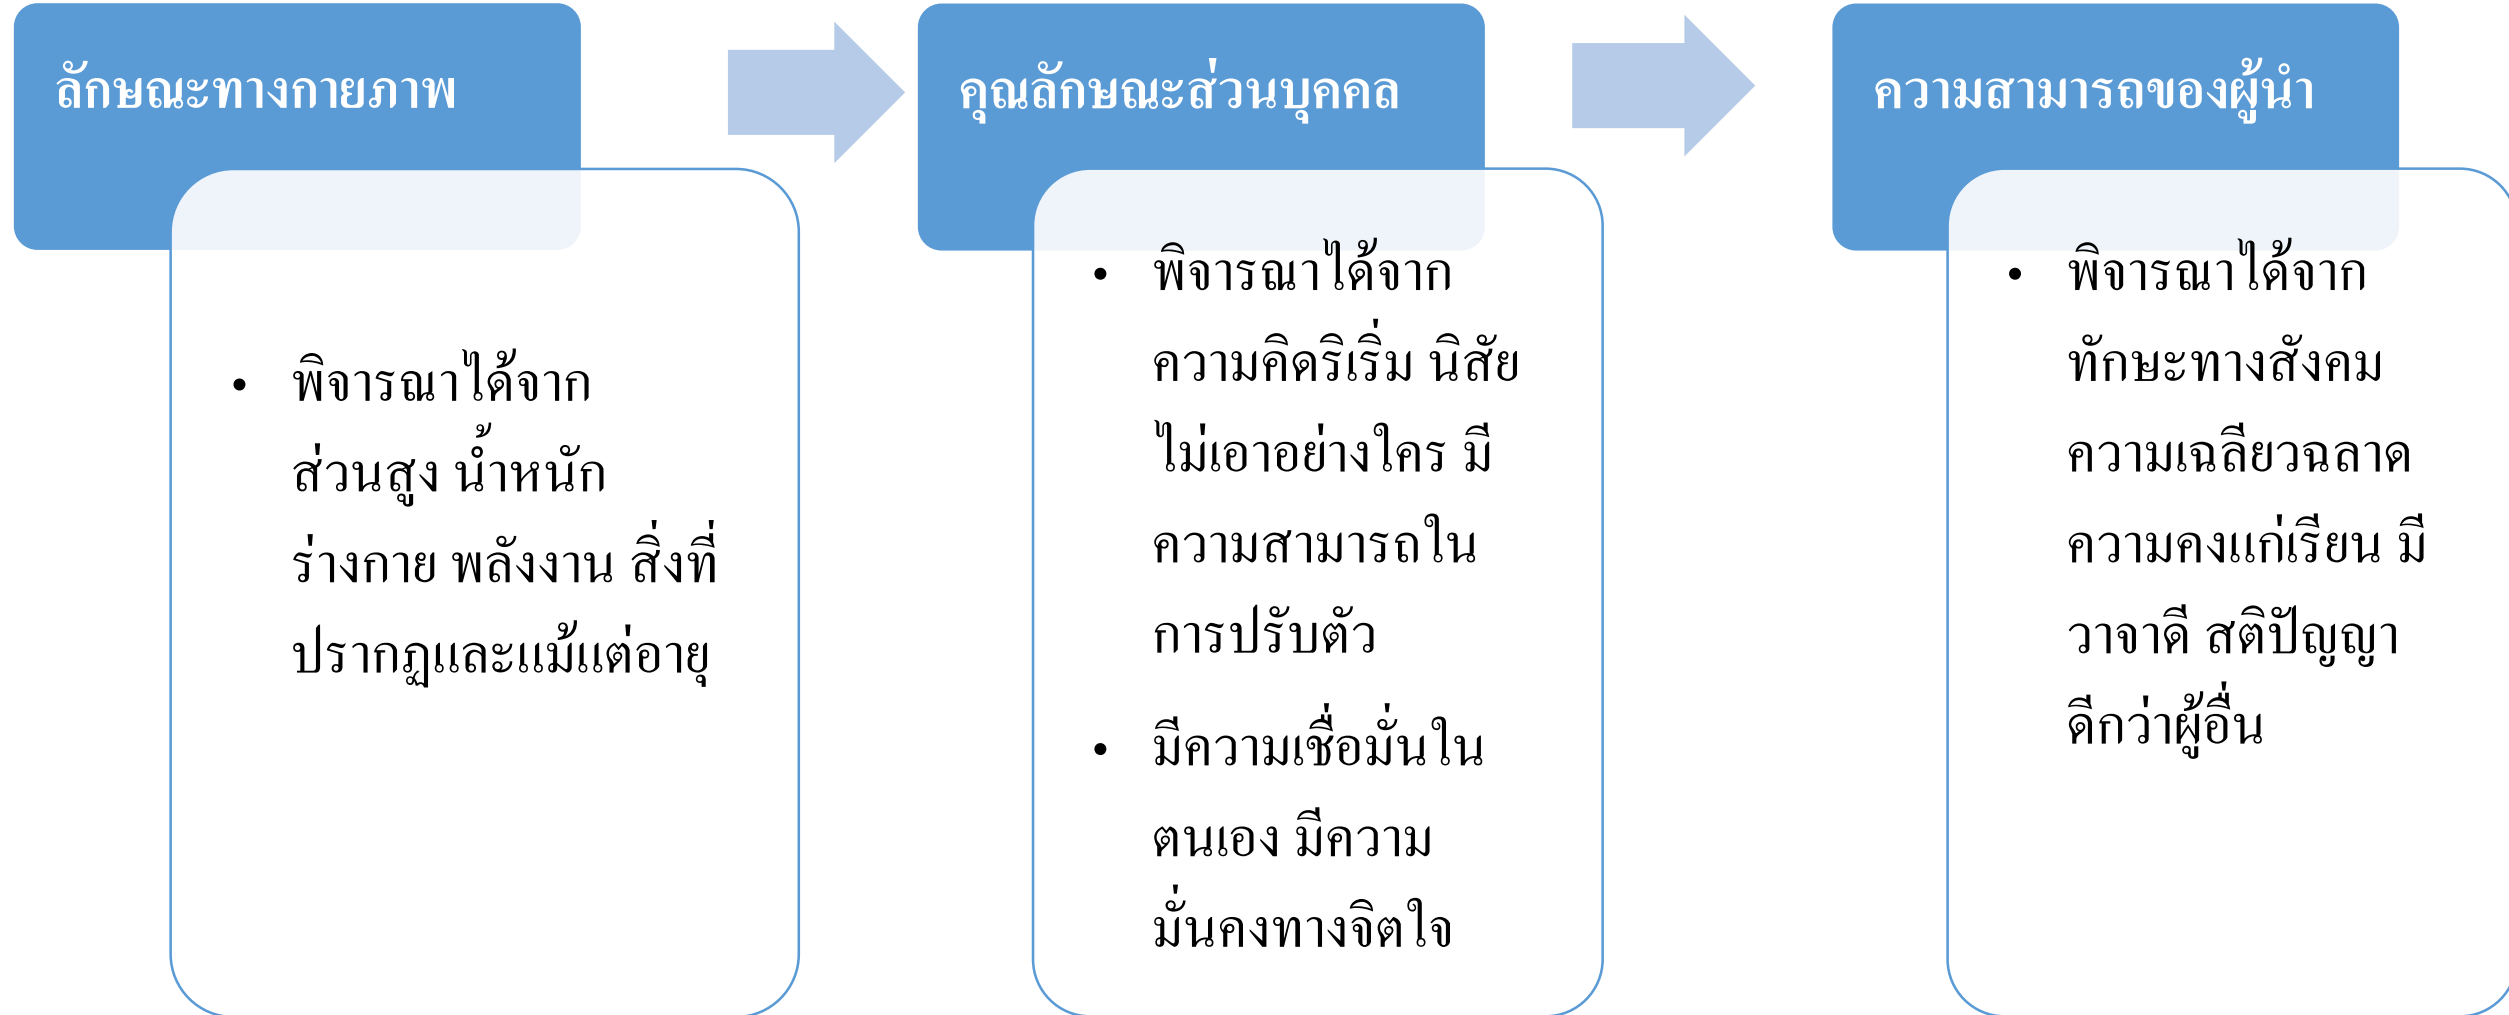 ลักษณะทางกายภาพ
• พิจารณาได้จาก
ส่วนสูง น้ำหนัก
ร่างกาย พลังงาน สิ่งที่
ปรากฏและแม้แต่อายุ
คุณลักษณะส่วนบุคคล
• พิจารณาได้จาก
ความคิดริเริ่ม นิสัย
ไม่เอาอย่างใคร มี
ความสามารถใน
การปรับตัว
• มีความเชื่อมั่นใน
ตนเอง มีความ
มั่นคงทางจิตใจ
ความสามารถของผู้นำ
• พิจารณาได้จาก
ทักษะทางสังคม
ความเฉลียวฉลาด
ความคงแก่เรียน มี
วาจาดี สติปัญญา
ดีกว่าผู้อื่น